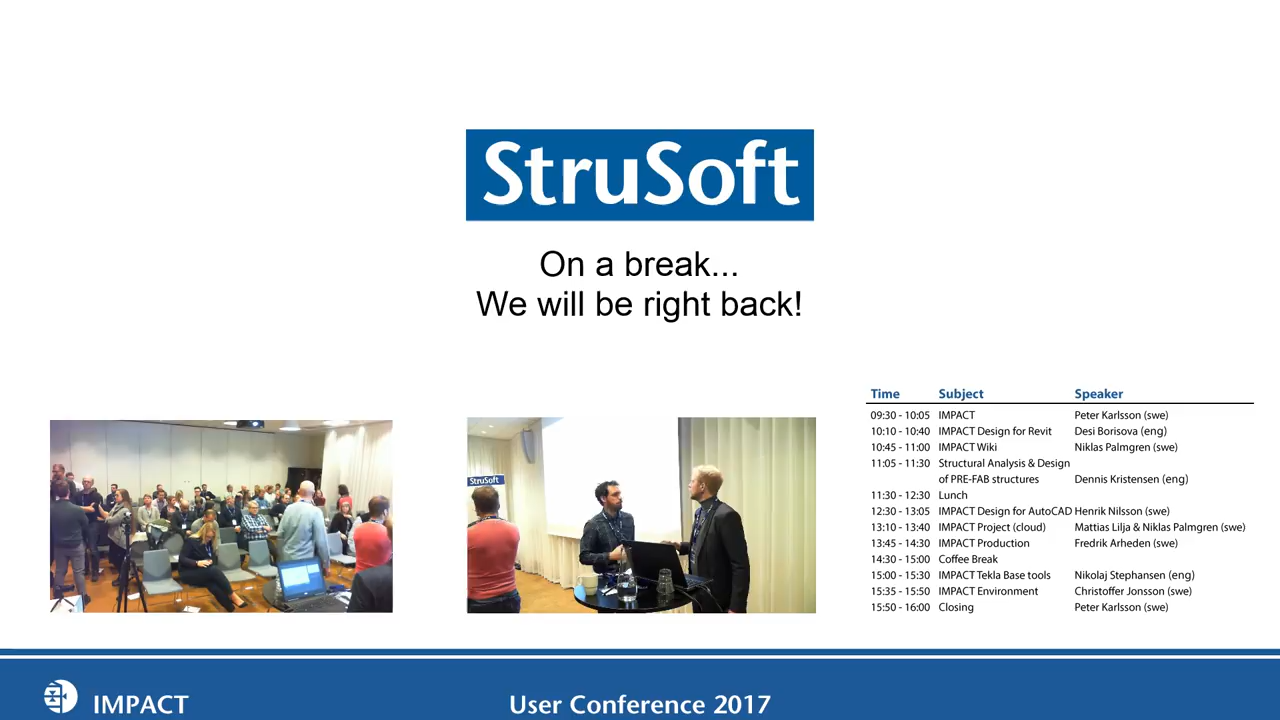 StruSoft
On a break...
We will be right back!
StruSoft
Time Subject Speaker
09:30 - 10:05 IMPACT Peter Karlsson (swe)
10:10 - 10:40 IMPACT Design for Revit Desi Borisova (eng)
10:45 - 11:00 IMPACT Wiki Niklas Palmgren (swe)
11:05 - 11:30 Structural Analysis & Design
of PRE-FAB structures Dennis Kristensen (eng)
11:30 - 12:30 Lunch
12:30 - 13:05 IMPACT Design for AutoCAD Henrik Nilsson (swe)
13:10 - 13:40 IMPACT Project (cloud) Mattias Lilja & Niklas Palmgren (swe)
13:45 - 14:30 IMPACT Production Fredrik Arheden (swe)
14:30 - 15:00 Coffee Break
15:00 - 15:30 IMPACT Tekla Base tools Nikolaj Stephansen (eng)
15:35 - 15:50 IMPACT Environment Christoffer Jonsson (swe)
15:50 - 16:00 Closing Peter Karlsson (swe)
IMPACT User Conference 2017